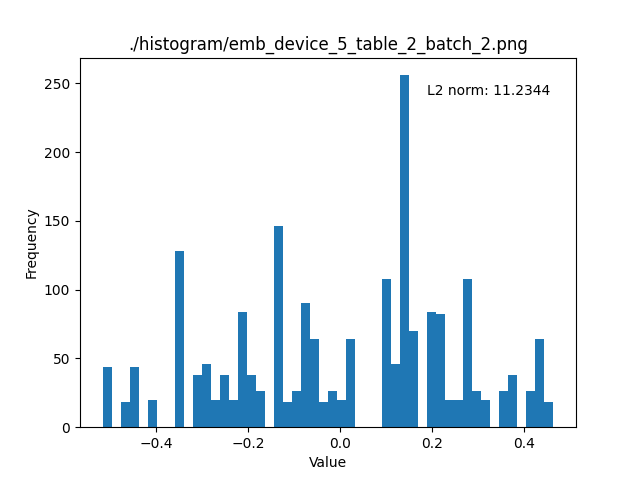 ./histogram/emb_device_5_table_2_batch_2.png
L2 norm: 11.2344
250
200
150
100
50
0
Frequency
−0.4 −0.2 0.0 0.2 0.4
Value